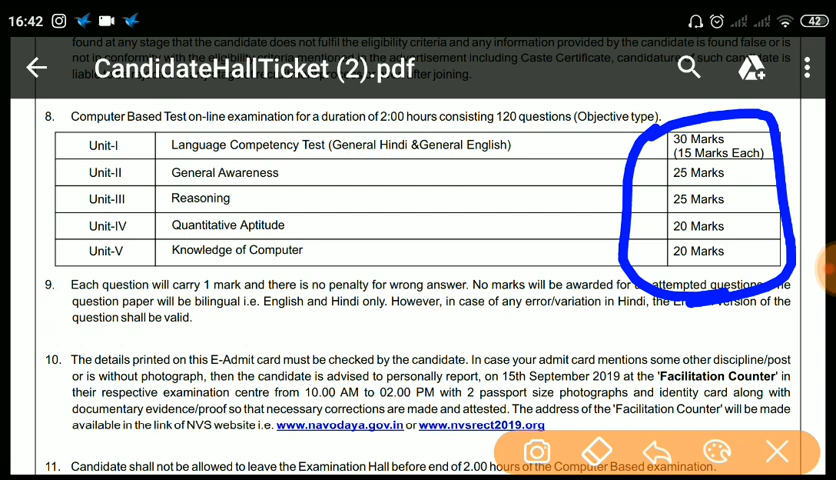 16:42
42
found at any stage that the candidate does not fulfil the eligibility criteria and any information provided by the candidate is found false or is
CandidateHallTicket (2).pdf
8. Computer Based Test on-line examination for a duration of 2:00 hours consisting 120 questions (Objective type).
Unit-I Language Competency Test (General Hindi &General English) 30 Marks
(15 Marks Each)
Unit-II General Awareness 25 Marks
Unit-III Reasoning 25 Marks
Unit-IV Quantitative Aptitude 20 Marks
Unit-V Knowledge of Computer 20 Marks
9. Each question will carry 1 mark and there is no penalty for wrong answer. No marks will be awarded for attempted questions.
question paper will be bilingual i.e. English and Hindi only. However, in case of any error/variation in Hindi, the version of the
question shall be valid.
10. The details printed on this E-Admit card must be checked by the candidate. In case your admit card mentions some other discipline/post
or is without photograph, then the candidate is advised to personally report, on 15th September 2019 at the 'Facilitation Counter' in
their respective examination centre from 10.00 AM to 02.00 PM with 2 passport size photographs and identity card along with
documentary evidence/proof so that necessary corrections are made and attested. The address of the 'Facilitation Counter' will be made
available in the link of NVS website i.e. www.navodaya.gov.in or www.nvsrect2019.org
11. Candidate shall not be allowed to leave the Examination Hall before end of 2.00 hours of the Computer Based examination.